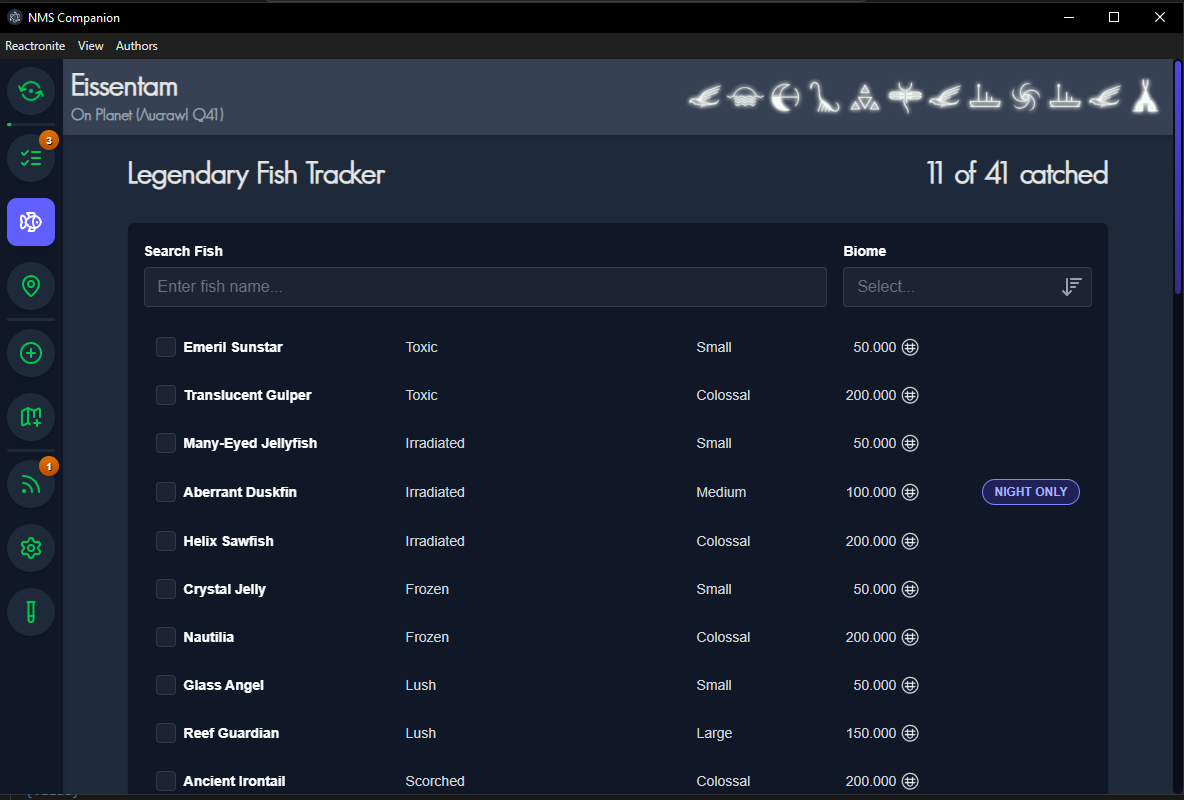 NMS Companion
Reactronite View Authors
Eissentam
On Planet (Aucrawl Q41)
3
Legendary Fish Tracker
11 of 41 catched
Search Fish
Biome
Enter fish name...
Select...
Emeril Sunstar Toxic Small 50.000
Translucent Gulper Toxic Colossal 200.000
Many-Eyed Jellyfish Irradiated Small 50.000
Aberrant Duskfin Irradiated Medium 100.000 NIGHT ONLY
1
Helix Sawfish Irradiated Colossal 200.000
Crystal Jelly Frozen Small 50.000
Nautilia Frozen Colossal 200.000
Glass Angel Lush Small 50.000
Reef Guardian Lush Large 150.000
Ancient Irontail Scorched Colossal 200.000